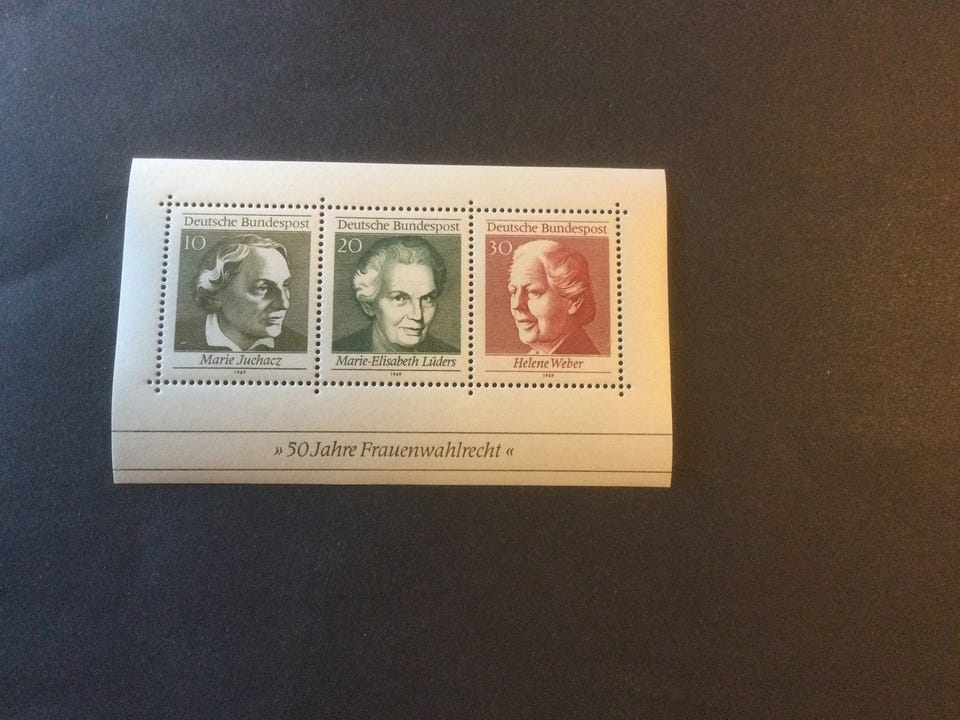 Deutsche Bundespost
10
Marie Juchacz
1969
Deutsche Bundespost
20
Marie-Elisabeth Lüders
1969
Deutsche Bundespost
30
Helene Weber
1969
» 50 Jahre Frauenwahlrecht «